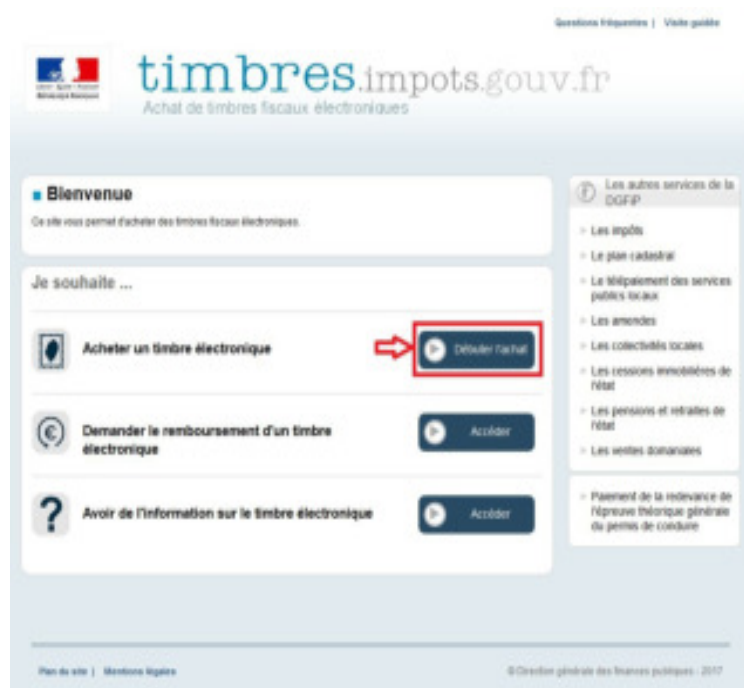 Questions fréquentes | Visite guidée
timbres.impots.gouv.fr
Achat de timbres fiscaux électroniques
Bienvenue
Ce site vous permet d'acheter des timbres fiscaux électroniques.
Je souhaite ...
Acheter un timbre électronique
Débuter l'achat
Demander le remboursement d'un timbre
électronique
Accéder
Avoir de l'information sur le timbre électronique
Accéder
Les autres services de la
DGFiP
Les impôts
Le plan cadastral
Le télépaiement des services
publics locaux
Les amendes
Les collectivités locales
Les cessions immobilières de
l'état
Les pensions et retraites de
l'état
Les ventes domaniales
Paiement de la redevance de
l'épreuve théorique générale
du permis de conduire
Plan du site | Mentions légales
© Direction générale des finances publiques - 2017